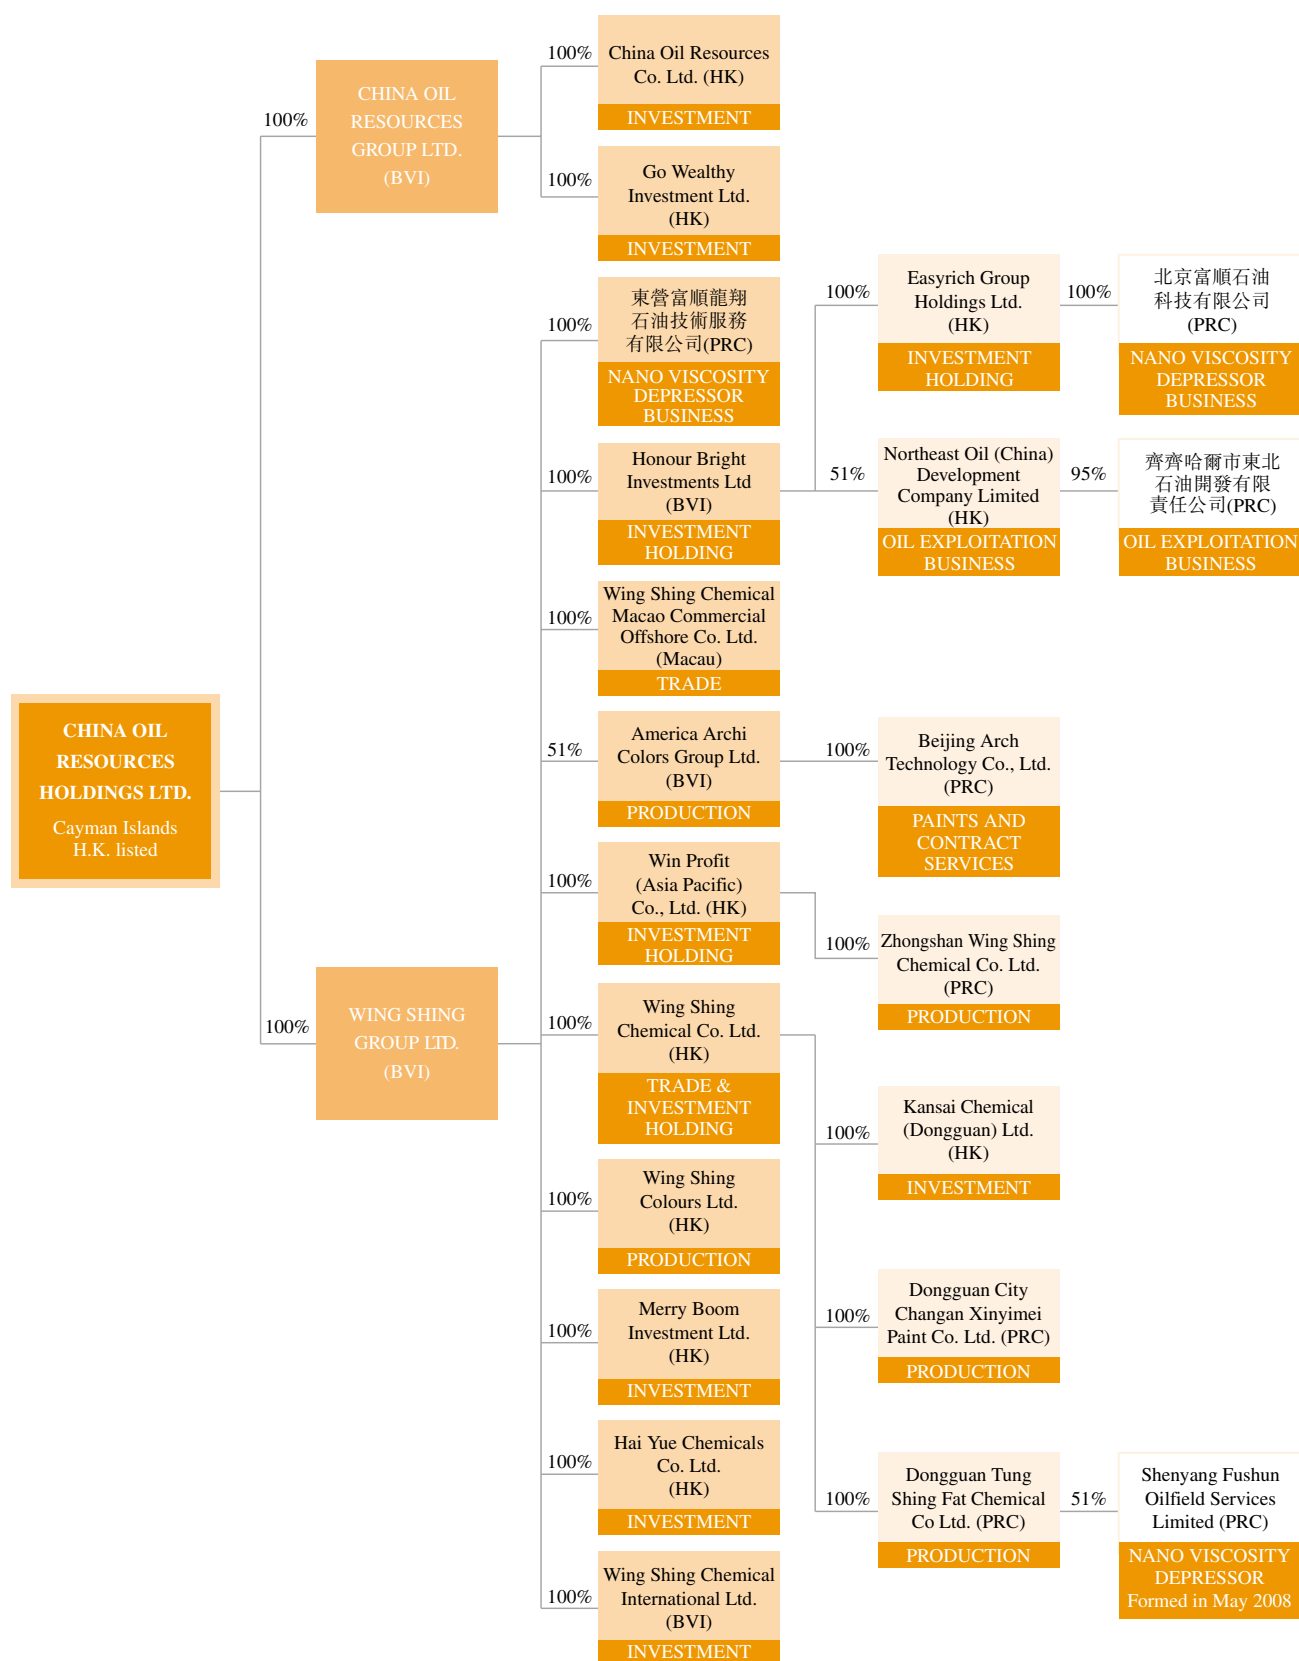 CHINA OIL
RESOURCES
HOLDINGS LTD.
Cayman Islands
H.K. listed
100%
CHINA OIL
RESOURCES
GROUP LTD.
(BVI)
100%
China Oil Resources
Co. Ltd. (HK)
INVESTMENT
100%
Go Wealthy
Investment Ltd.
(HK)
INVESTMENT
100%
WING SHING
GROUP LTD.
(BVI)
100%
東營富順龍翔
石油技術服務
有限公司(PRC)
NANO VISCOSITY
DEPRESSOR
BUSINESS
100%
Honour Bright
Investments Ltd
(BVI)
INVESTMENT
HOLDING
100%
Easyrich Group
Holdings Ltd.
(HK)
INVESTMENT
HOLDING
100%
北京富順石油
科技有限公司
(PRC)
NANO VISCOSITY
DEPRESSOR
BUSINESS
51%
Northeast Oil (China)
Development
Company Limited
(HK)
OIL EXPLOITATION
BUSINESS
95%
齊齊哈爾市東北
石油開發有限
責任公司(PRC)
OIL EXPLOITATION
BUSINESS
100%
Wing Shing Chemical
Macao Commercial
Offshore Co. Ltd.
(Macau)
TRADE
51%
America Archi
Colors Group Ltd.
(BVI)
PRODUCTION
100%
Beijing Arch
Technology Co., Ltd.
(PRC)
PAINTS AND
CONTRACT
SERVICES
100%
Win Profit
(Asia Pacific)
Co., Ltd. (HK)
INVESTMENT
HOLDING
100%
Zhongshan Wing Shing
Chemical Co. Ltd.
(PRC)
PRODUCTION
100%
Wing Shing
Chemical Co. Ltd.
(HK)
TRADE &
INVESTMENT
HOLDING
100%
Kansai Chemical
(Dongguan) Ltd.
(HK)
INVESTMENT
100%
Dongguan City
Changan Xinyimei
Paint Co. Ltd. (PRC)
PRODUCTION
100%
Dongguan Tung
Shing Fat Chemical
Co Ltd. (PRC)
PRODUCTION
51%
Shenyang Fushun
Oilfield Services
Limited (PRC)
NANO VISCOSITY
DEPRESSOR
Formed in May 2008
100%
Wing Shing
Colours Ltd.
(HK)
PRODUCTION
100%
Merry Boom
Investment Ltd.
(HK)
INVESTMENT
100%
Hai Yue Chemicals
Co. Ltd.
(HK)
INVESTMENT
100%
Wing Shing Chemical
International Ltd.
(BVI)
INVESTMENT